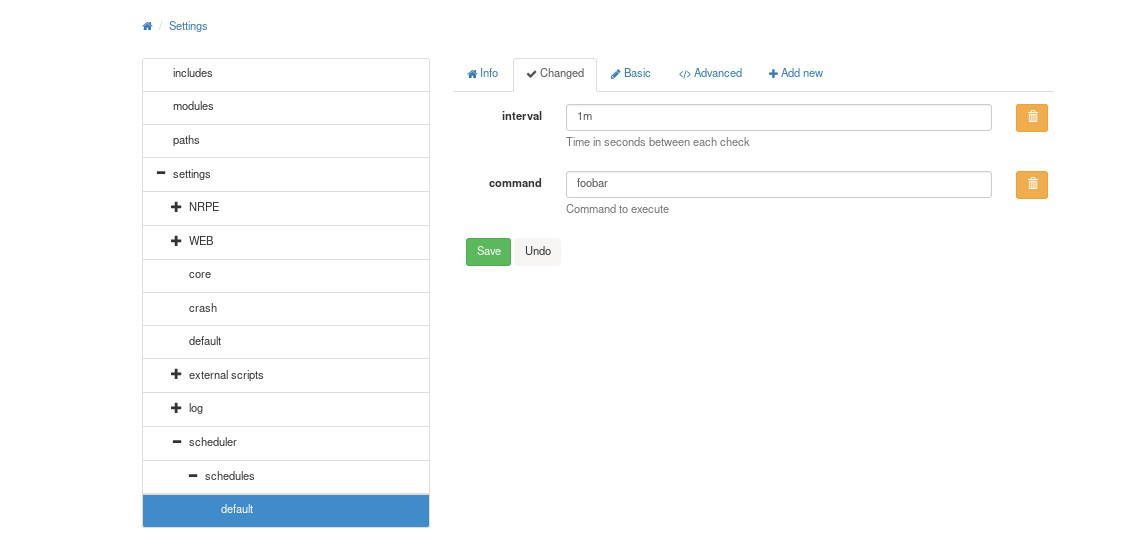 / Settings
includes
modules
paths
settings
NRPE
WEB
core
crash
default
external scripts
log
scheduler
schedules
default
Info Changed Basic </> Advanced Add new
interval 1m
Time in seconds between each check
command foobar
Command to execute
Save Undo